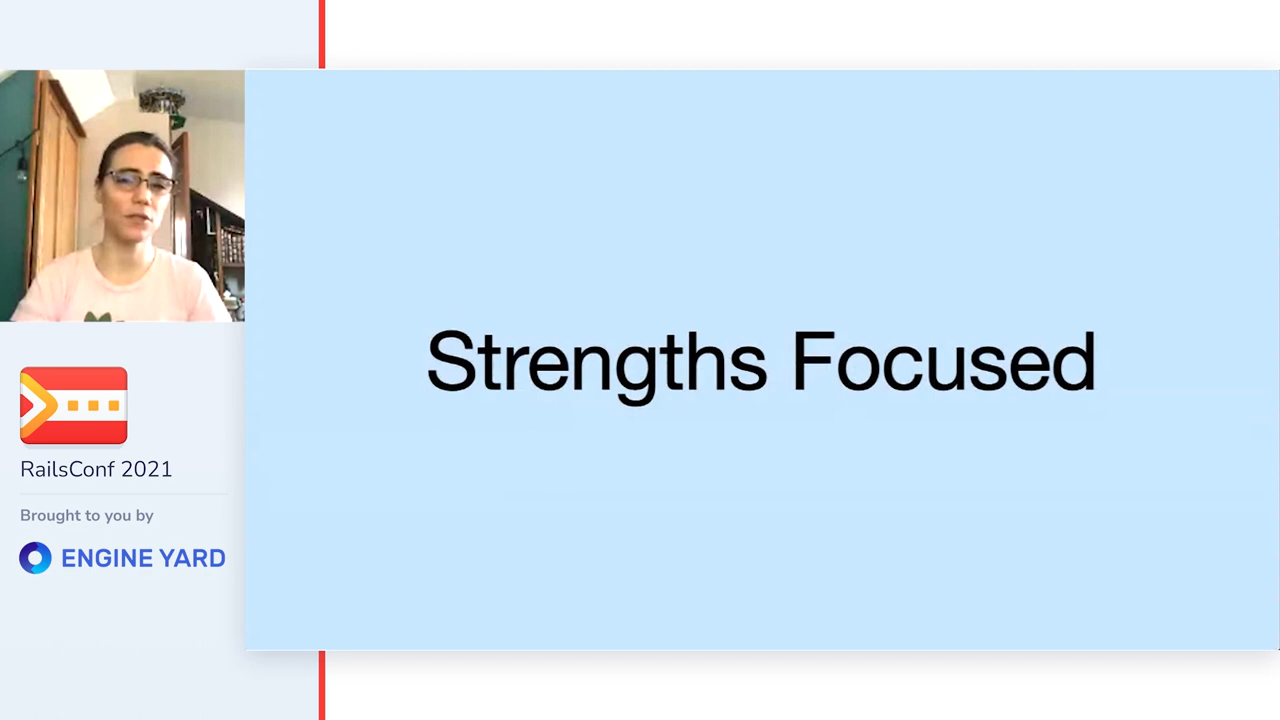 Strengths Focused
RailsConf 2021
Brought to you by
ENGINE YARD